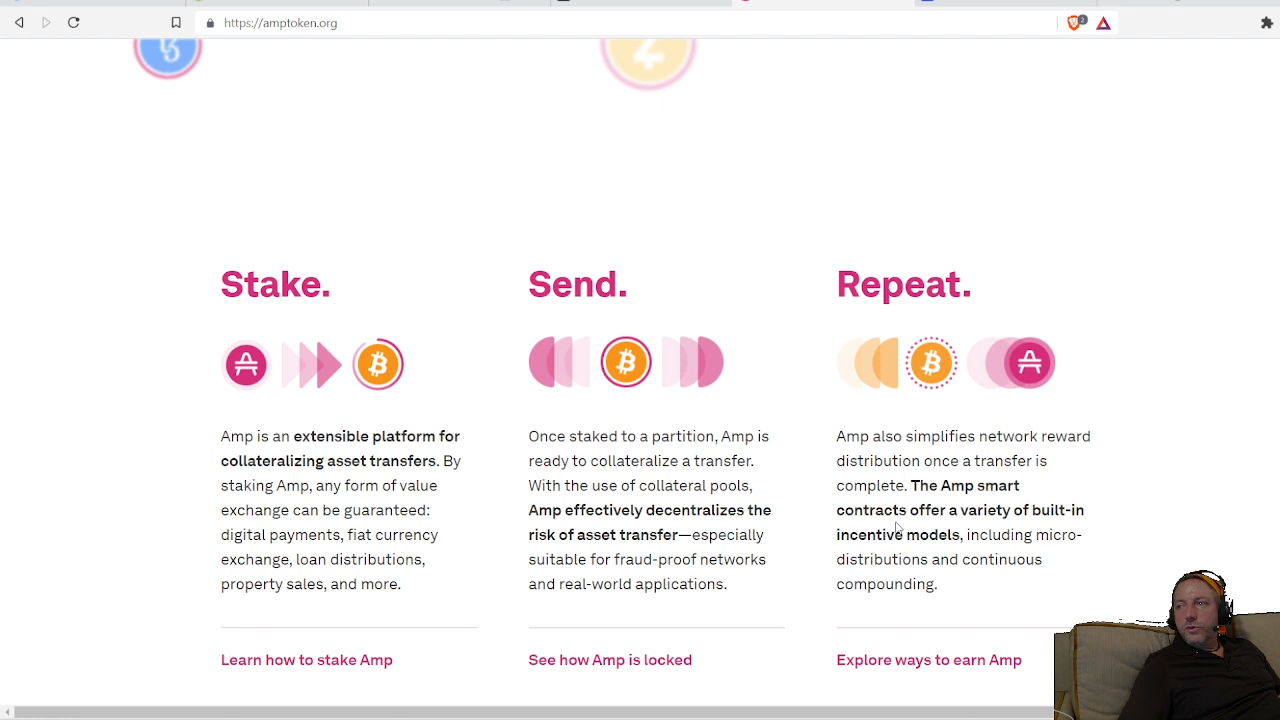 https://amptoken.org
2
Stake.
Amp is an extensible platform for
collateralizing asset transfers. By
staking Amp, any form of value
exchange can be guaranteed:
digital payments, fiat currency
exchange, loan distributions,
property sales, and more.
Learn how to stake Amp
Send.
Once staked to a partition, Amp is
ready to collateralize a transfer.
With the use of collateral pools,
Amp effectively decentralizes the
risk of asset transfer—especially
suitable for fraud-proof networks
and real-world applications.
See how Amp is locked
Repeat.
Amp also simplifies network reward
distribution once a transfer is
complete. The Amp smart
contracts offer a variety of built-in
incentive models, including micro-
distributions and continuous
compounding.
Explore ways to earn Amp